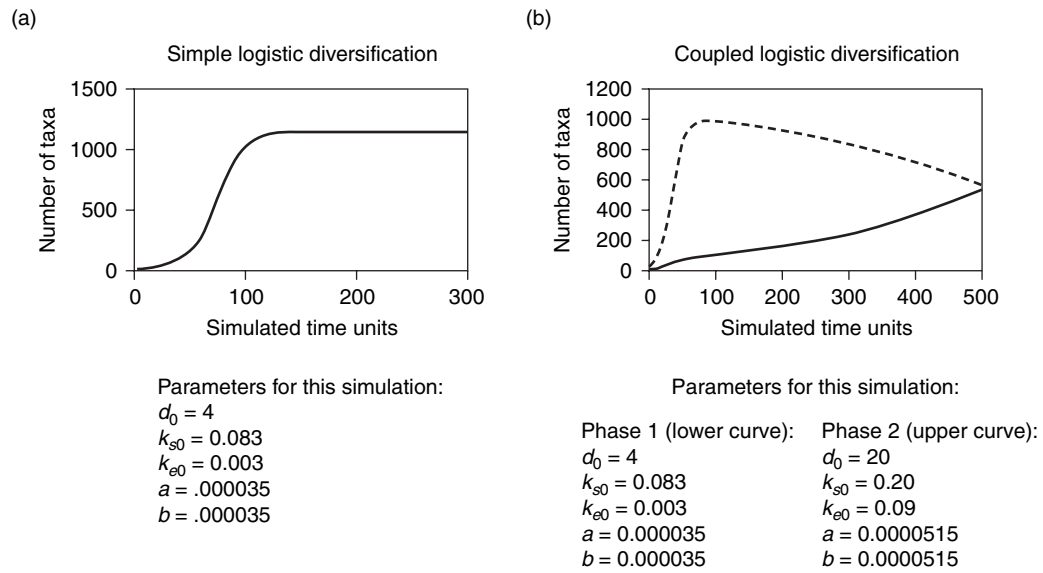 (a)
Simple logistic diversification
1500
1000
500
0
Number of taxa
0 100 200 300
Simulated time units
Parameters for this simulation:
d0 = 4
ks0 = 0.083
ke0 = 0.003
a = .000035
b = .000035
(b)
Coupled logistic diversification
1200
1000
800
600
400
200
0
Number of taxa
0 100 200 300 400 500
Simulated time units
Parameters for this simulation:
Phase 1 (lower curve):
d0 = 4
ks0 = 0.083
ke0 = 0.003
a = 0.000035
b = 0.000035
Phase 2 (upper curve):
d0 = 20
ks0 = 0.20
ke0 = 0.09
a = 0.0000515
b = 0.0000515